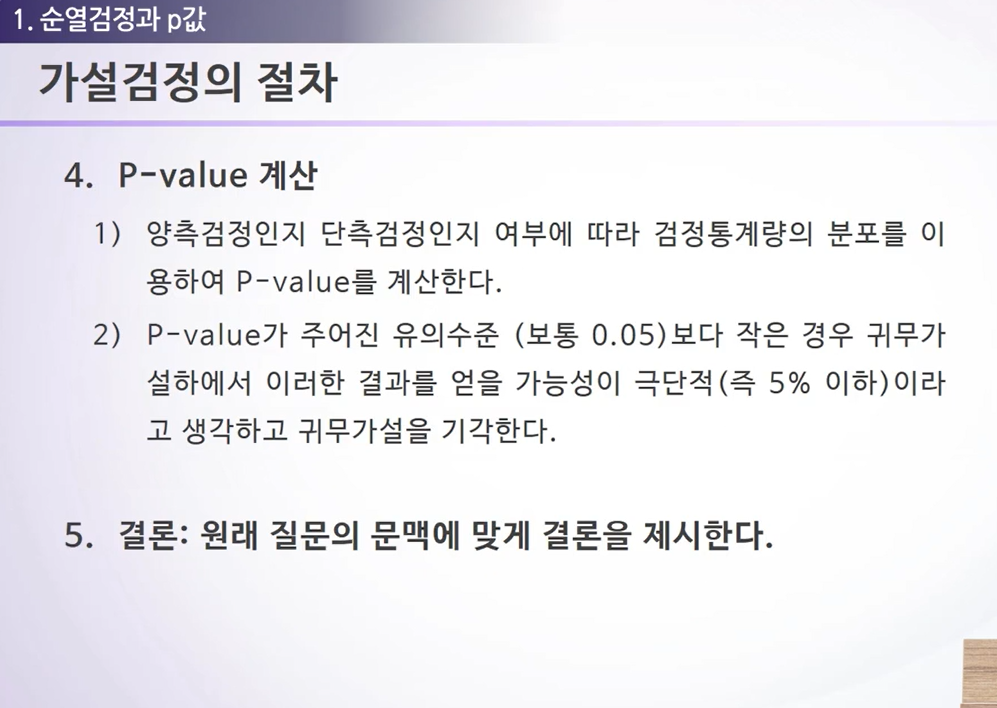 1. 순열검정과 p값
가설검정의 절차
4. P-value 계산
1) 양측검정인지 단측검정인지 여부에 따라 검정통계량의 분포를 이
용하여 P-value를 계산한다.
2) P-value가 주어진 유의수준 (보통 0.05)보다 작은 경우 귀무가
설하에서 이러한 결과를 얻을 가능성이 극단적(즉 5% 이하)이라
고 생각하고 귀무가설을 기각한다.
5. 결론: 원래 질문의 문맥에 맞게 결론을 제시한다.